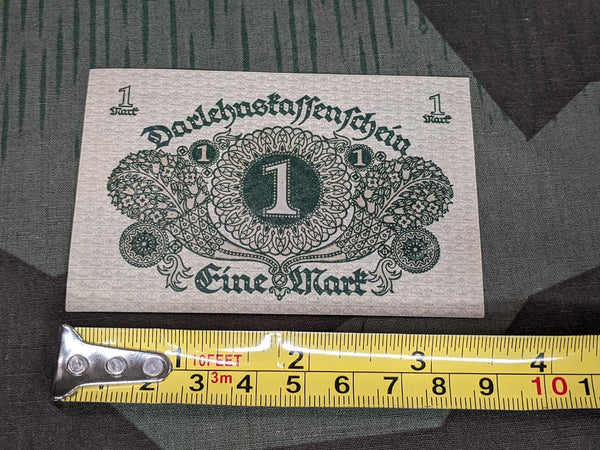 1 1
Mark Mark
Darlehnskassenschein
1 1
1
Eine Mark
1 2 3 4
10FEET
3m
2 3 4 5 6 7 8 9 10 1